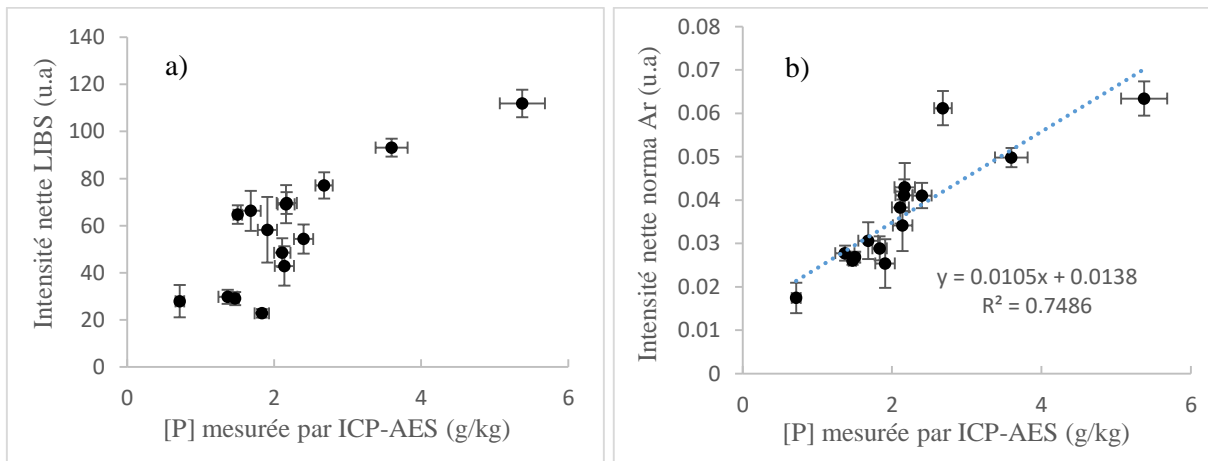 a)
Intensité nette LIBS (u.a)
140
120
100
80
60
40
20
0
0 2 4 6
[P] mesurée par ICP-AES (g/kg)
b)
Intensité nette norma Ar (u.a)
0.08
0.07
0.06
0.05
0.04
0.03
0.02
0.01
0
y = 0.0105x + 0.0138
R² = 0.7486
0 2 4 6
[P] mesurée par ICP-AES (g/kg)